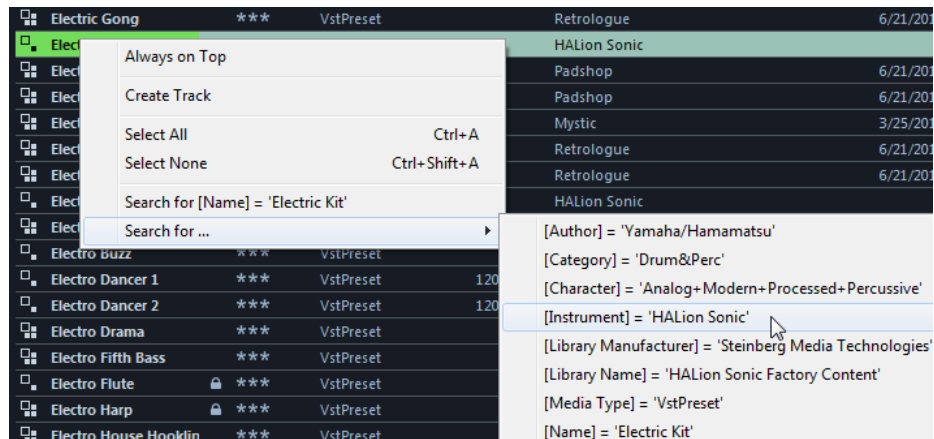 Electric Gong *** VstPreset Retrologue 6/21/201
Elect HALion Sonic
Always on Top
Elect Padshop 6/21/201
Create Track
Elect Padshop 6/21/201
Elect Mystic 3/25/201
Select All Ctrl+A
Elect Retrologue 6/21/201
Select None Ctrl+Shift+A
Elect Retrologue 6/21/201
Search for [Name] = 'Electric Kit'
Elect HALion Sonic
Elect Search for ...
[Author] = 'Yamaha/Hamamatsu'
Electro Buzz *** VstPreset
[Category] = 'Drum&Perc'
Electro Dancer 1 *** VstPreset 120
[Character] = 'Analog+Modern+Processed+Percussive'
Electro Dancer 2 *** VstPreset 120
[Instrument] = 'HALion Sonic'
Electro Drama *** VstPreset
[Library Manufacturer] = 'Steinberg Media Technologies'
Electro Fifth Bass *** VstPreset
[Library Name] = 'HALion Sonic Factory Content'
Electro Flute *** VstPreset
[Media Type] = 'VstPreset'
Electro Harp *** VstPreset
[Name] = 'Electric Kit'
Electro House Hooklin *** VstPreset